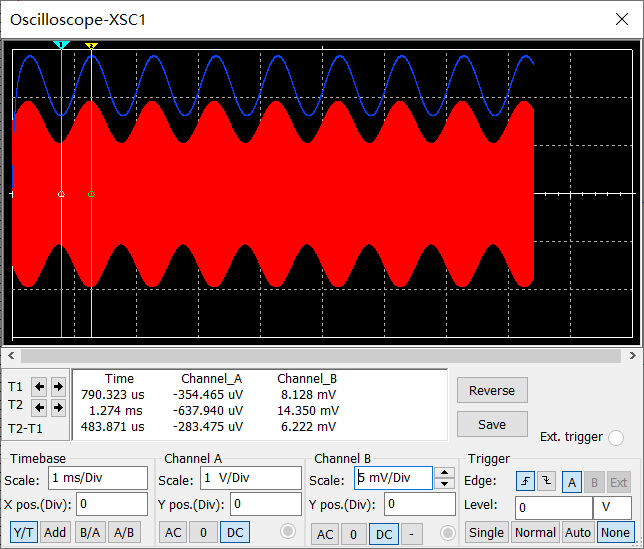 Oscilloscope-XSC1
1
2
T1
T2
T2-T1
Time Channel_A Channel_B
790.323 us -354.465 uV 8.128 mV
1.274 ms -637.940 uV 14.350 mV
483.871 us -283.475 uV 6.222 mV
Reverse
Save
Ext. trigger
Timebase
Scale: 1 ms/Div
X pos.(Div): 0
Y/T Add B/A A/B
Channel A
Scale: 1 V/Div
Y pos.(Div): 0
AC 0 DC
Channel B
Scale: 5 mV/Div
Y pos.(Div): 0
AC 0 DC -
Trigger
Edge: A B Ext
Level: 0 V
Single Normal Auto None